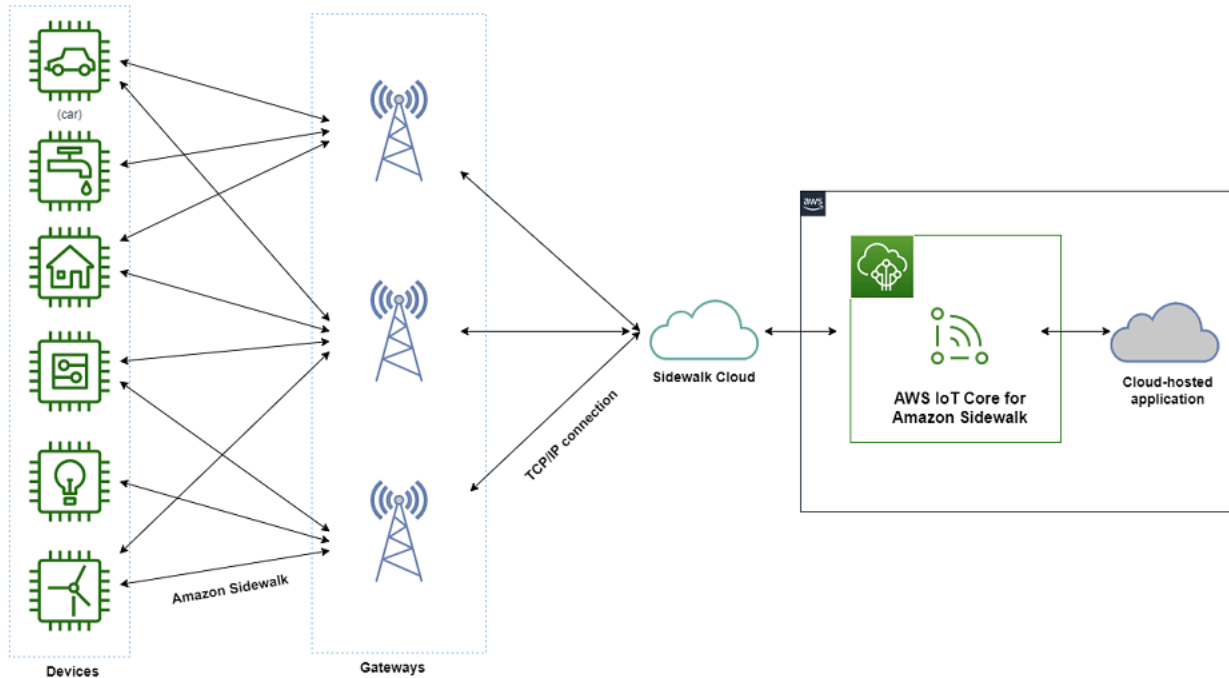 (car)
Devices
Amazon Sidewalk
Gateways
TCP/IP connection
Sidewalk Cloud
aws
AWS IoT Core for
Amazon Sidewalk
Cloud-hosted
application